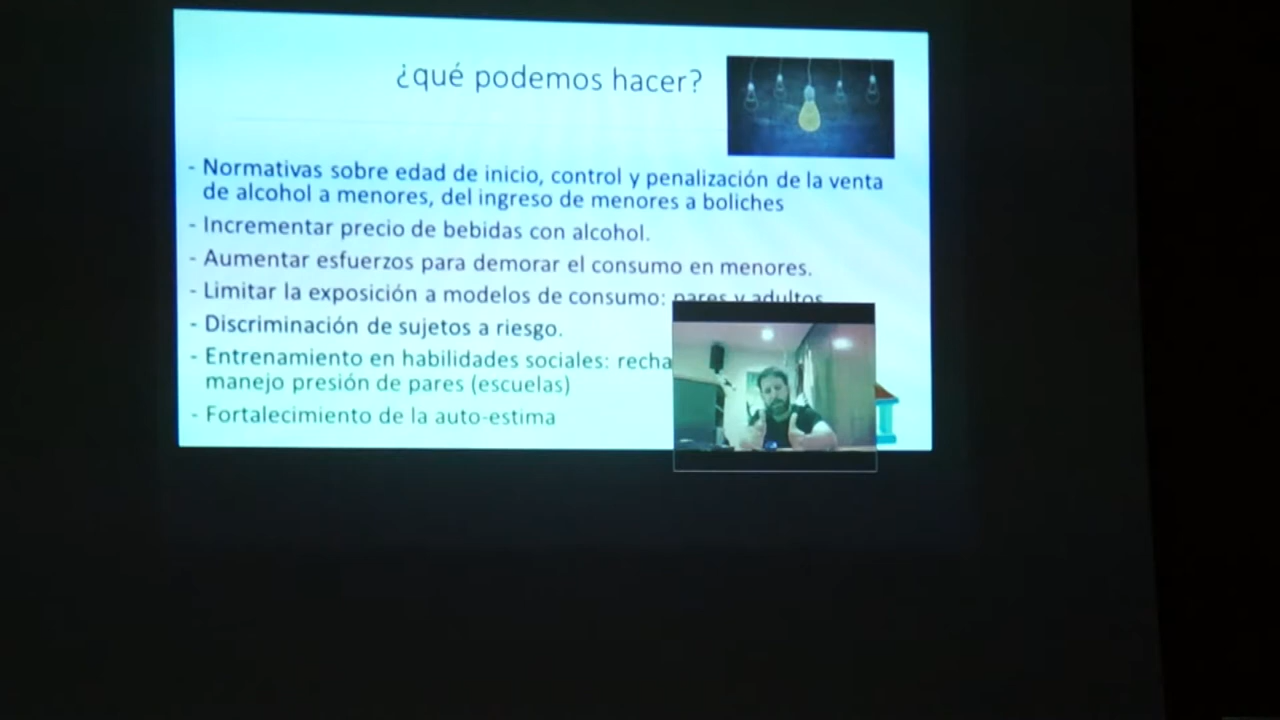 ¿qué podemos hacer?
- Normativas sobre edad de inicio, control y penalización de la venta
de alcohol a menores, del ingreso de menores a boliches
- Incrementar precio de bebidas con alcohol.
- Aumentar esfuerzos para demorar el consumo en menores.
- Limitar la exposición a modelos de consumo: pares y adultos
- Discriminación de sujetos a riesgo.
- Entrenamiento en habilidades sociales: recha
manejo presión de pares (escuelas)
- Fortalecimiento de la auto-estima